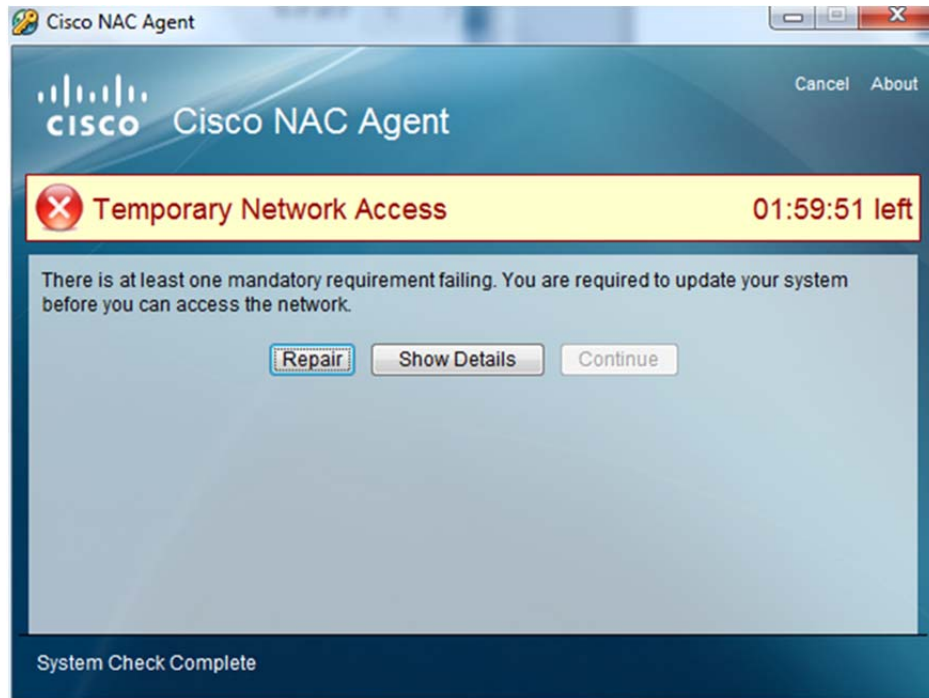 Cisco NAC Agent
Cancel About
CISCO Cisco NAC Agent
Temporary Network Access 01:59:51 left
There is at least one mandatory requirement failing. You are required to update your system
before you can access the network.
Repair Show Details Continue
System Check Complete